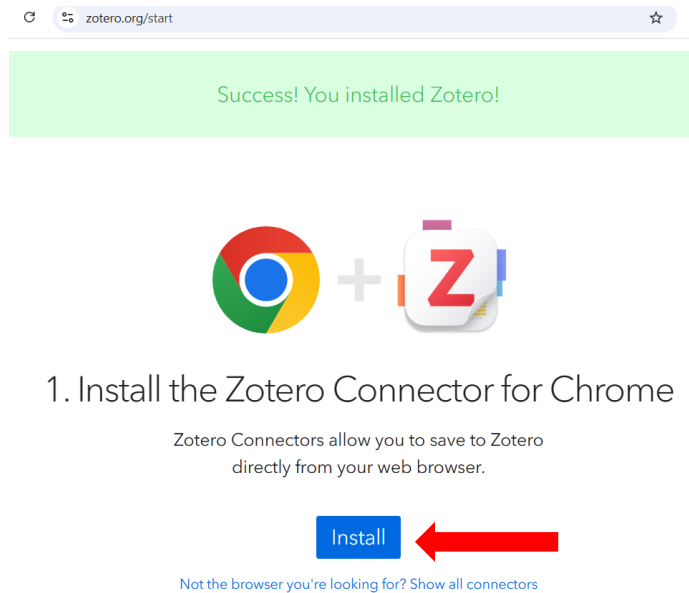 zotero.org/start
Success! You installed Zotero!
Z
1. Install the Zotero Connector for Chrome
Zotero Connectors allow you to save to Zotero
directly from your web browser.
Install
Not the browser you're looking for? Show all connectors